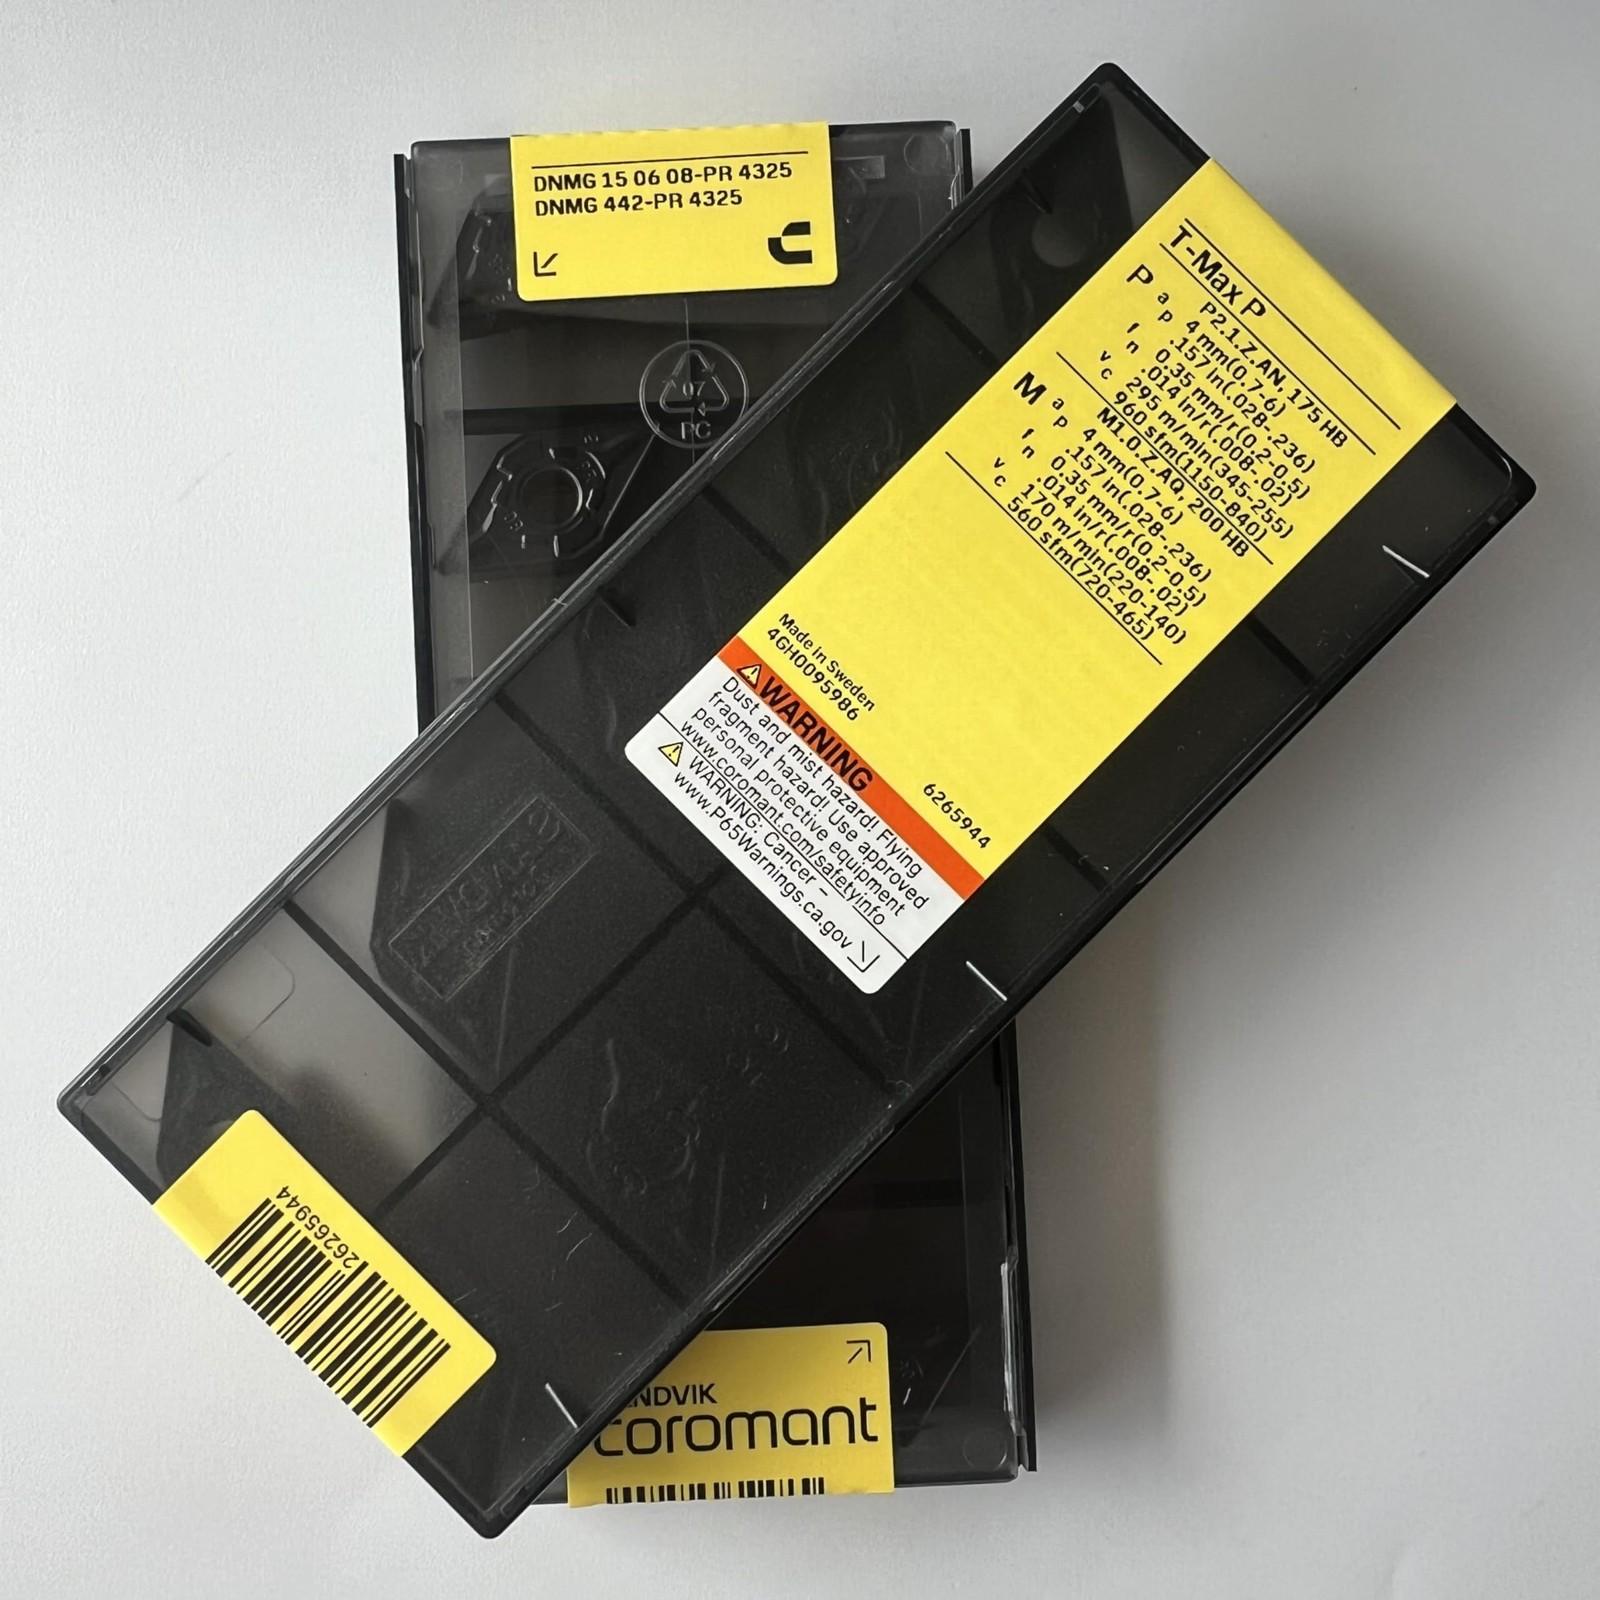 DNMG 15 06 08-PR 4325
DNMG 442-PR 4325
07
PC
T-Max P
P P2.1.Z.AN, 175 HB
ap 4 mm(0.7-6)
.157 in(.028-.236)
fn 0.35 mm/r(0.2-0.5)
.014 in/r(.008-.02)
vc 295 m/min(345-255)
960 sfm(1150-840)
M M1.0.Z.AQ, 200 HB
ap 4 mm(0.7-6)
.157 in(.028-.236)
fn 0.35 mm/r(0.2-0.5)
.014 in/r(.008-.02)
vc 170 m/min(220-140)
560 sfm(720-465)
Made in Sweden
4GH0095986
6265944
WARNING
Dust and mist hazard! Flying
fragment hazard! Use approved
personal protective equipment
www.coromant.com/safetyinfo
WARNING: Cancer –
www.P65Warnings.ca.gov
26265944
NDVIK
coromant